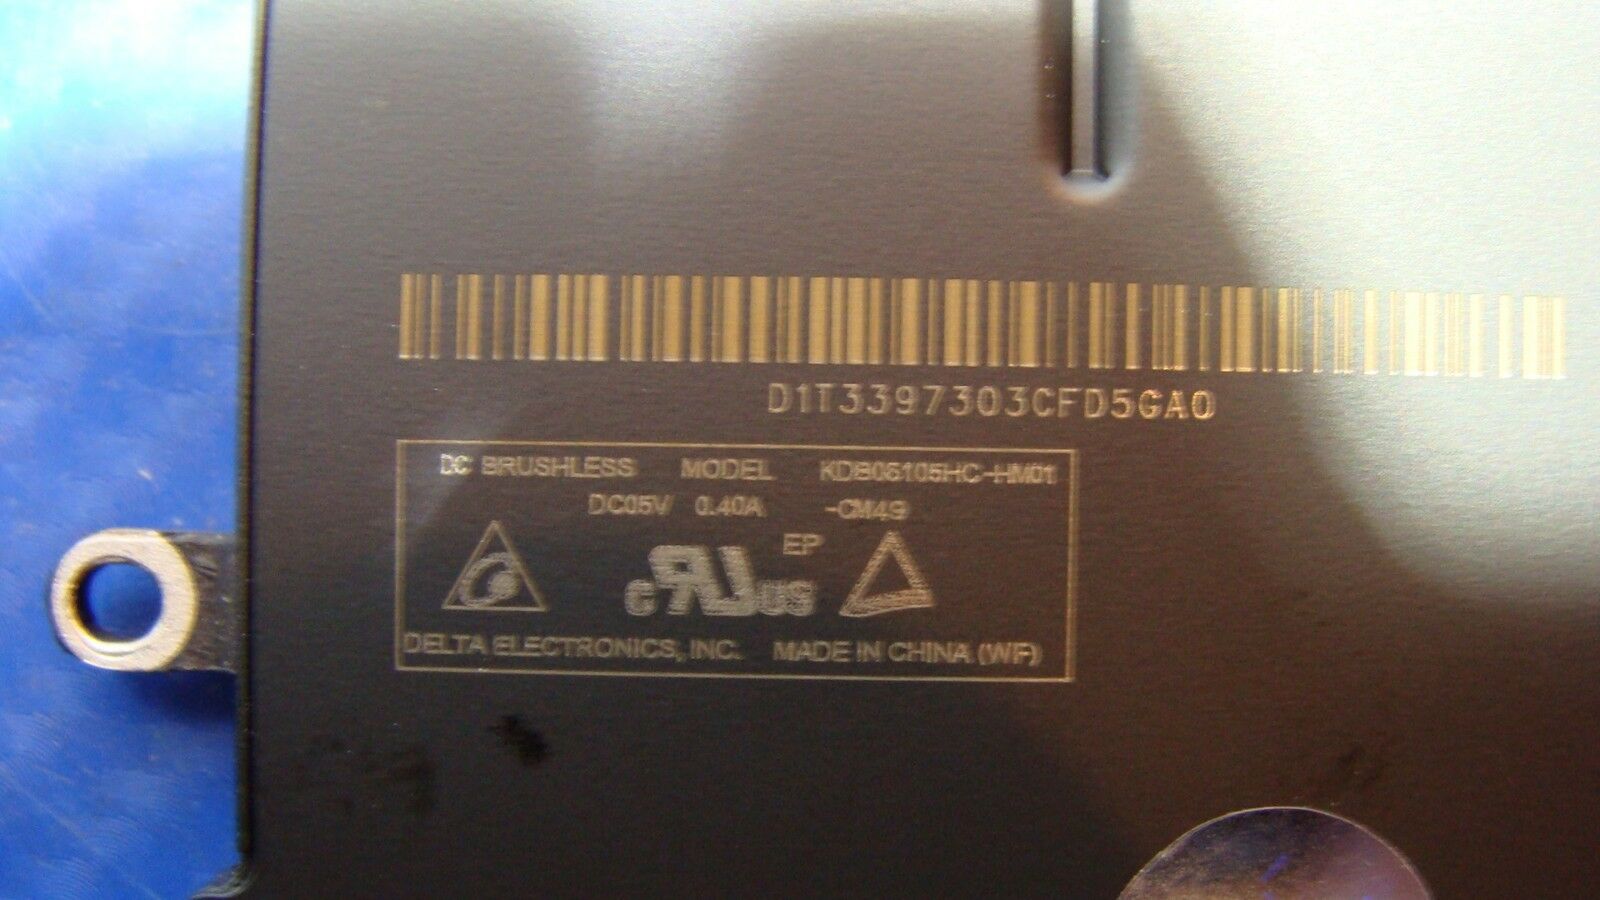 D1T3397303CFD5GA0
DC BRUSHLESS MODEL KDB06105HC-HM01
DC05V 0.40A -CM49
EP
c RU us
DELTA ELECTRONICS, INC. MADE IN CHINA (WF)